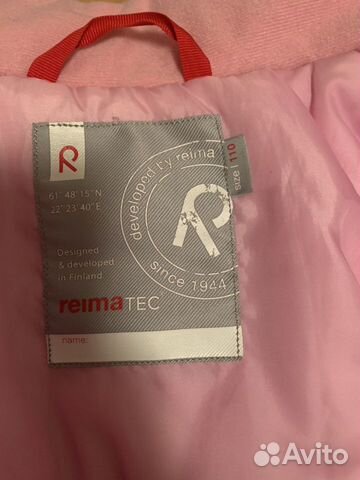 R
61° 48' 15" N
22° 23' 40" E
developed by reima
since 1944
size | 110
Designed
& developed
in Finland
reimaTEC
name:
Avito